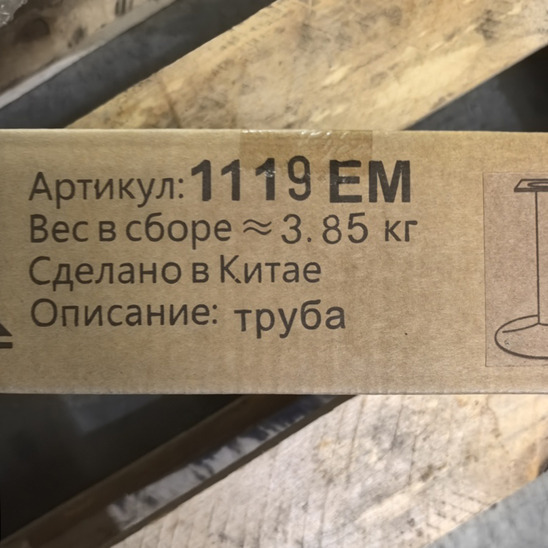 Артикул: 1119 EM
Вес в сборе ≈ 3.85 кг
Сделано в Китае
Описание: труба